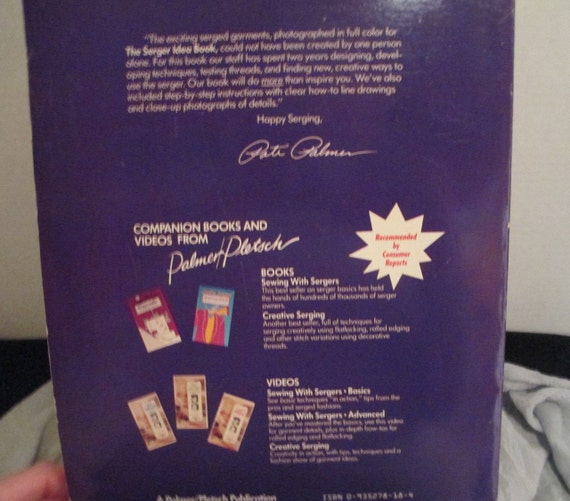 "The exciting serged garments, photographed in full color for
The Serger Idea Book, could not have been created by one person
alone. For this book our staff has spent two years designing, devel-
oping techniques, testing threads, and finding new, creative ways to
use the serger. Our book will do more than inspire you. We've also
included step-by-step instructions with clear how-to line drawings
and close-up photographs of details."
Happy Serging,
Pati Palmer
COMPANION BOOKS AND
VIDEOS FROM
Palmer/Pletsch
Recommended
by
Consumer
Reports
BOOKS
Sewing With Sergers
This best seller on serger basics has held
the hands of hundreds of thousands of serger
owners.
Creative Serging
Another best seller, full of techniques for
serging creatively using flatlocking, rolled edging
and other stitch variations using decorative
threads.
VIDEOS
Sewing With Sergers • Basics
See basic techniques "in action," tips from the
pros and serged fashions.
Sewing With Sergers • Advanced
After you've mastered the basics, use this video
for garment details, plus in-depth how-tos for
rolled edging and flatlocking.
Creative Serging
Creativity in action, with tips, techniques and a
fashion show of garment ideas.
A Palmer/Pletsch Publication
ISBN 0-935278-18-4